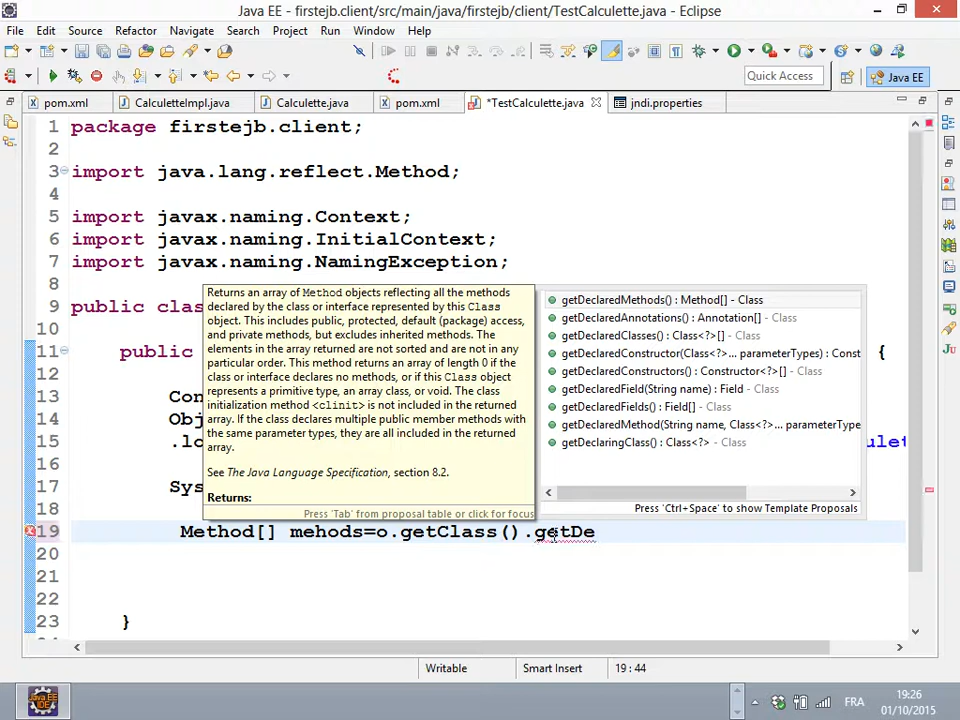 Java EE - firstejb.client/src/main/java/firstejb/client/TestCalculette.java - Eclipse
File Edit Source Refactor Navigate Search Project Run Window Help
Quick Access
Java EE
pom.xml
CalculetteImpl.java
Calculette.java
pom.xml
*TestCalculette.java
jndi.properties
1 package firstejb.client;
2
3 import java.lang.reflect.Method;
4
5 import javax.naming.Context;
6 import javax.naming.InitialContext;
7 import javax.naming.NamingException;
8
9 public clas
10
11 public {
12
13 Con
14 Obj
15 .lo ulet
16
17 Sys
18
19 Method[] mehods=o.getClass().getDe
20
21
22
23 }
Returns an array of Method objects reflecting all the methods
declared by the class or interface represented by this Class
object. This includes public, protected, default (package) access,
and private methods, but excludes inherited methods. The
elements in the array returned are not sorted and are not in any
particular order. This method returns an array of length 0 if the
class or interface declares no methods, or if this Class object
represents a primitive type, an array class, or void. The class
initialization method <clinit> is not included in the returned
array. If the class declares multiple public member methods with
the same parameter types, they are all included in the returned
array.
See The Java Language Specification, section 8.2.
Returns:
Press 'Tab' from proposal table or click for focus
getDeclaredMethods() : Method[] - Class
getDeclaredAnnotations() : Annotation[] - Class
getDeclaredClasses() : Class<?>[] - Class
getDeclaredConstructor(Class<?>... parameterTypes) : Const
getDeclaredConstructors() : Constructor<?>[] - Class
getDeclaredField(String name) : Field - Class
getDeclaredFields() : Field[] - Class
getDeclaredMethod(String name, Class<?>... parameterType
getDeclaringClass() : Class<?> - Class
Press 'Ctrl+Space' to show Template Proposals
Writable
Smart Insert
19 : 44
Java EE
IDE
FRA
19:26
01/10/2015